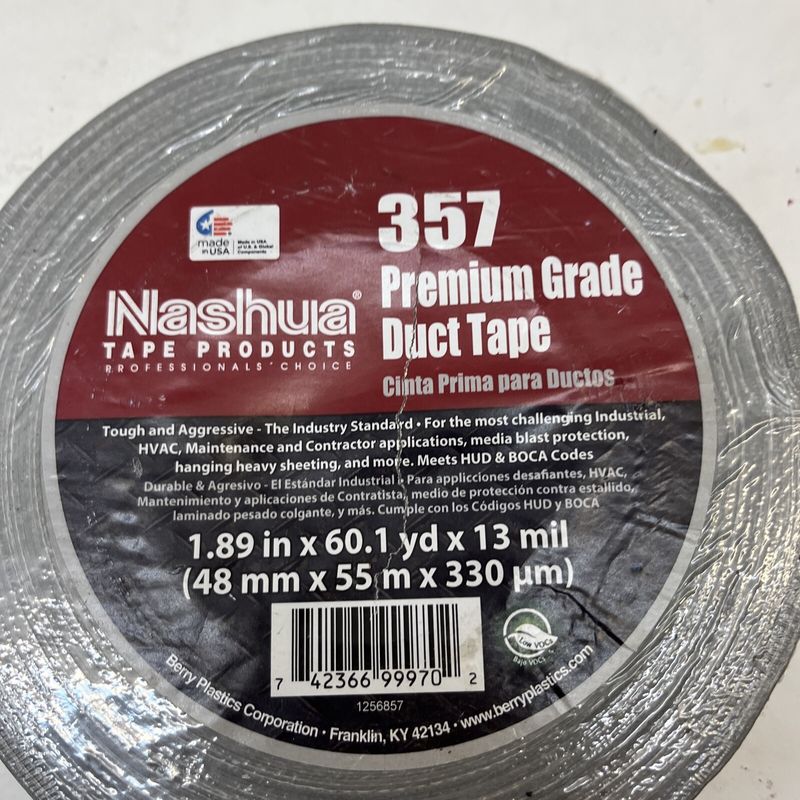 357
Premium Grade
Duct Tape
Cinta Prima para Ductos
made
in USA
Made in USA
of U.S. & Global
Components
Nashua®
TAPE PRODUCTS
PROFESSIONALS' CHOICE
Tough and Aggressive - The Industry Standard • For the most challenging Industrial,
HVAC, Maintenance and Contractor applications, media blast protection,
hanging heavy sheeting, and more. Meets HUD & BOCA Codes
Durable & Agresivo - El Estándar Industrial • Para applicciones desafiantes, HVAC,
Mantenimiento y aplicaciones de Contratista, medio de protección contra estallido,
laminado pesado colgante, y más. Cumple con los Códigos HUD y BOCA
1.89 in x 60.1 yd x 13 mil
(48 mm x 55 m x 330 µm)
7 42366 99970 2
1256857
Low VOCs
Bajo VOCs
Berry Plastics Corporation • Franklin, KY 42134 • www.berryplastics.com